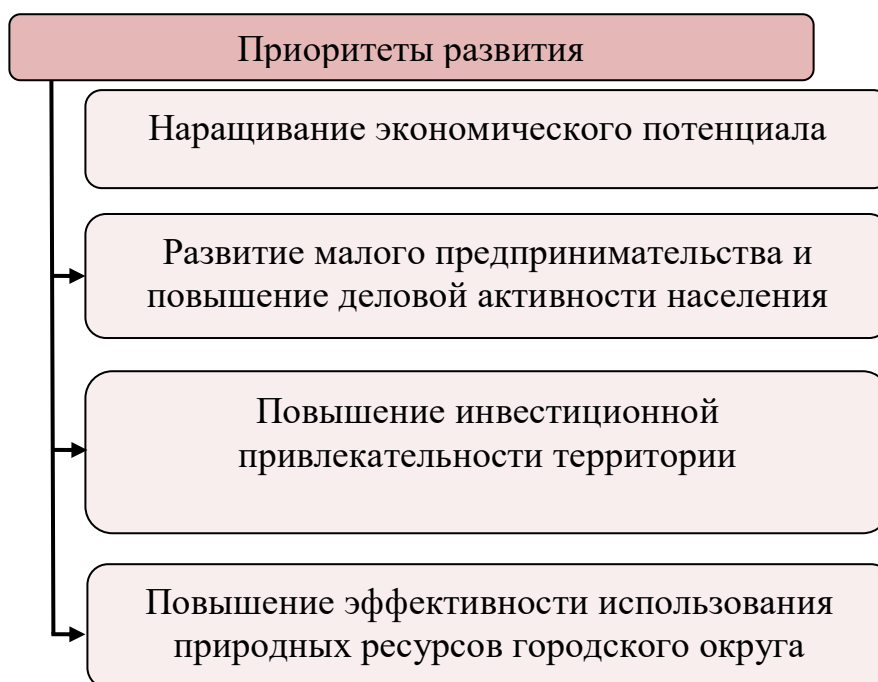 Приоритеты развития
Наращивание экономического потенциала
Развитие малого предпринимательства и
повышение деловой активности населения
Повышение инвестиционной
привлекательности территории
Повышение эффективности использования
природных ресурсов городского округа